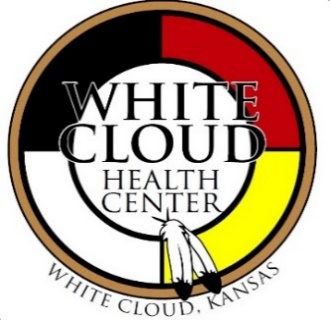 WHITE
CLOUD
HEALTH
CENTER
WHITE CLOUD, KANSAS